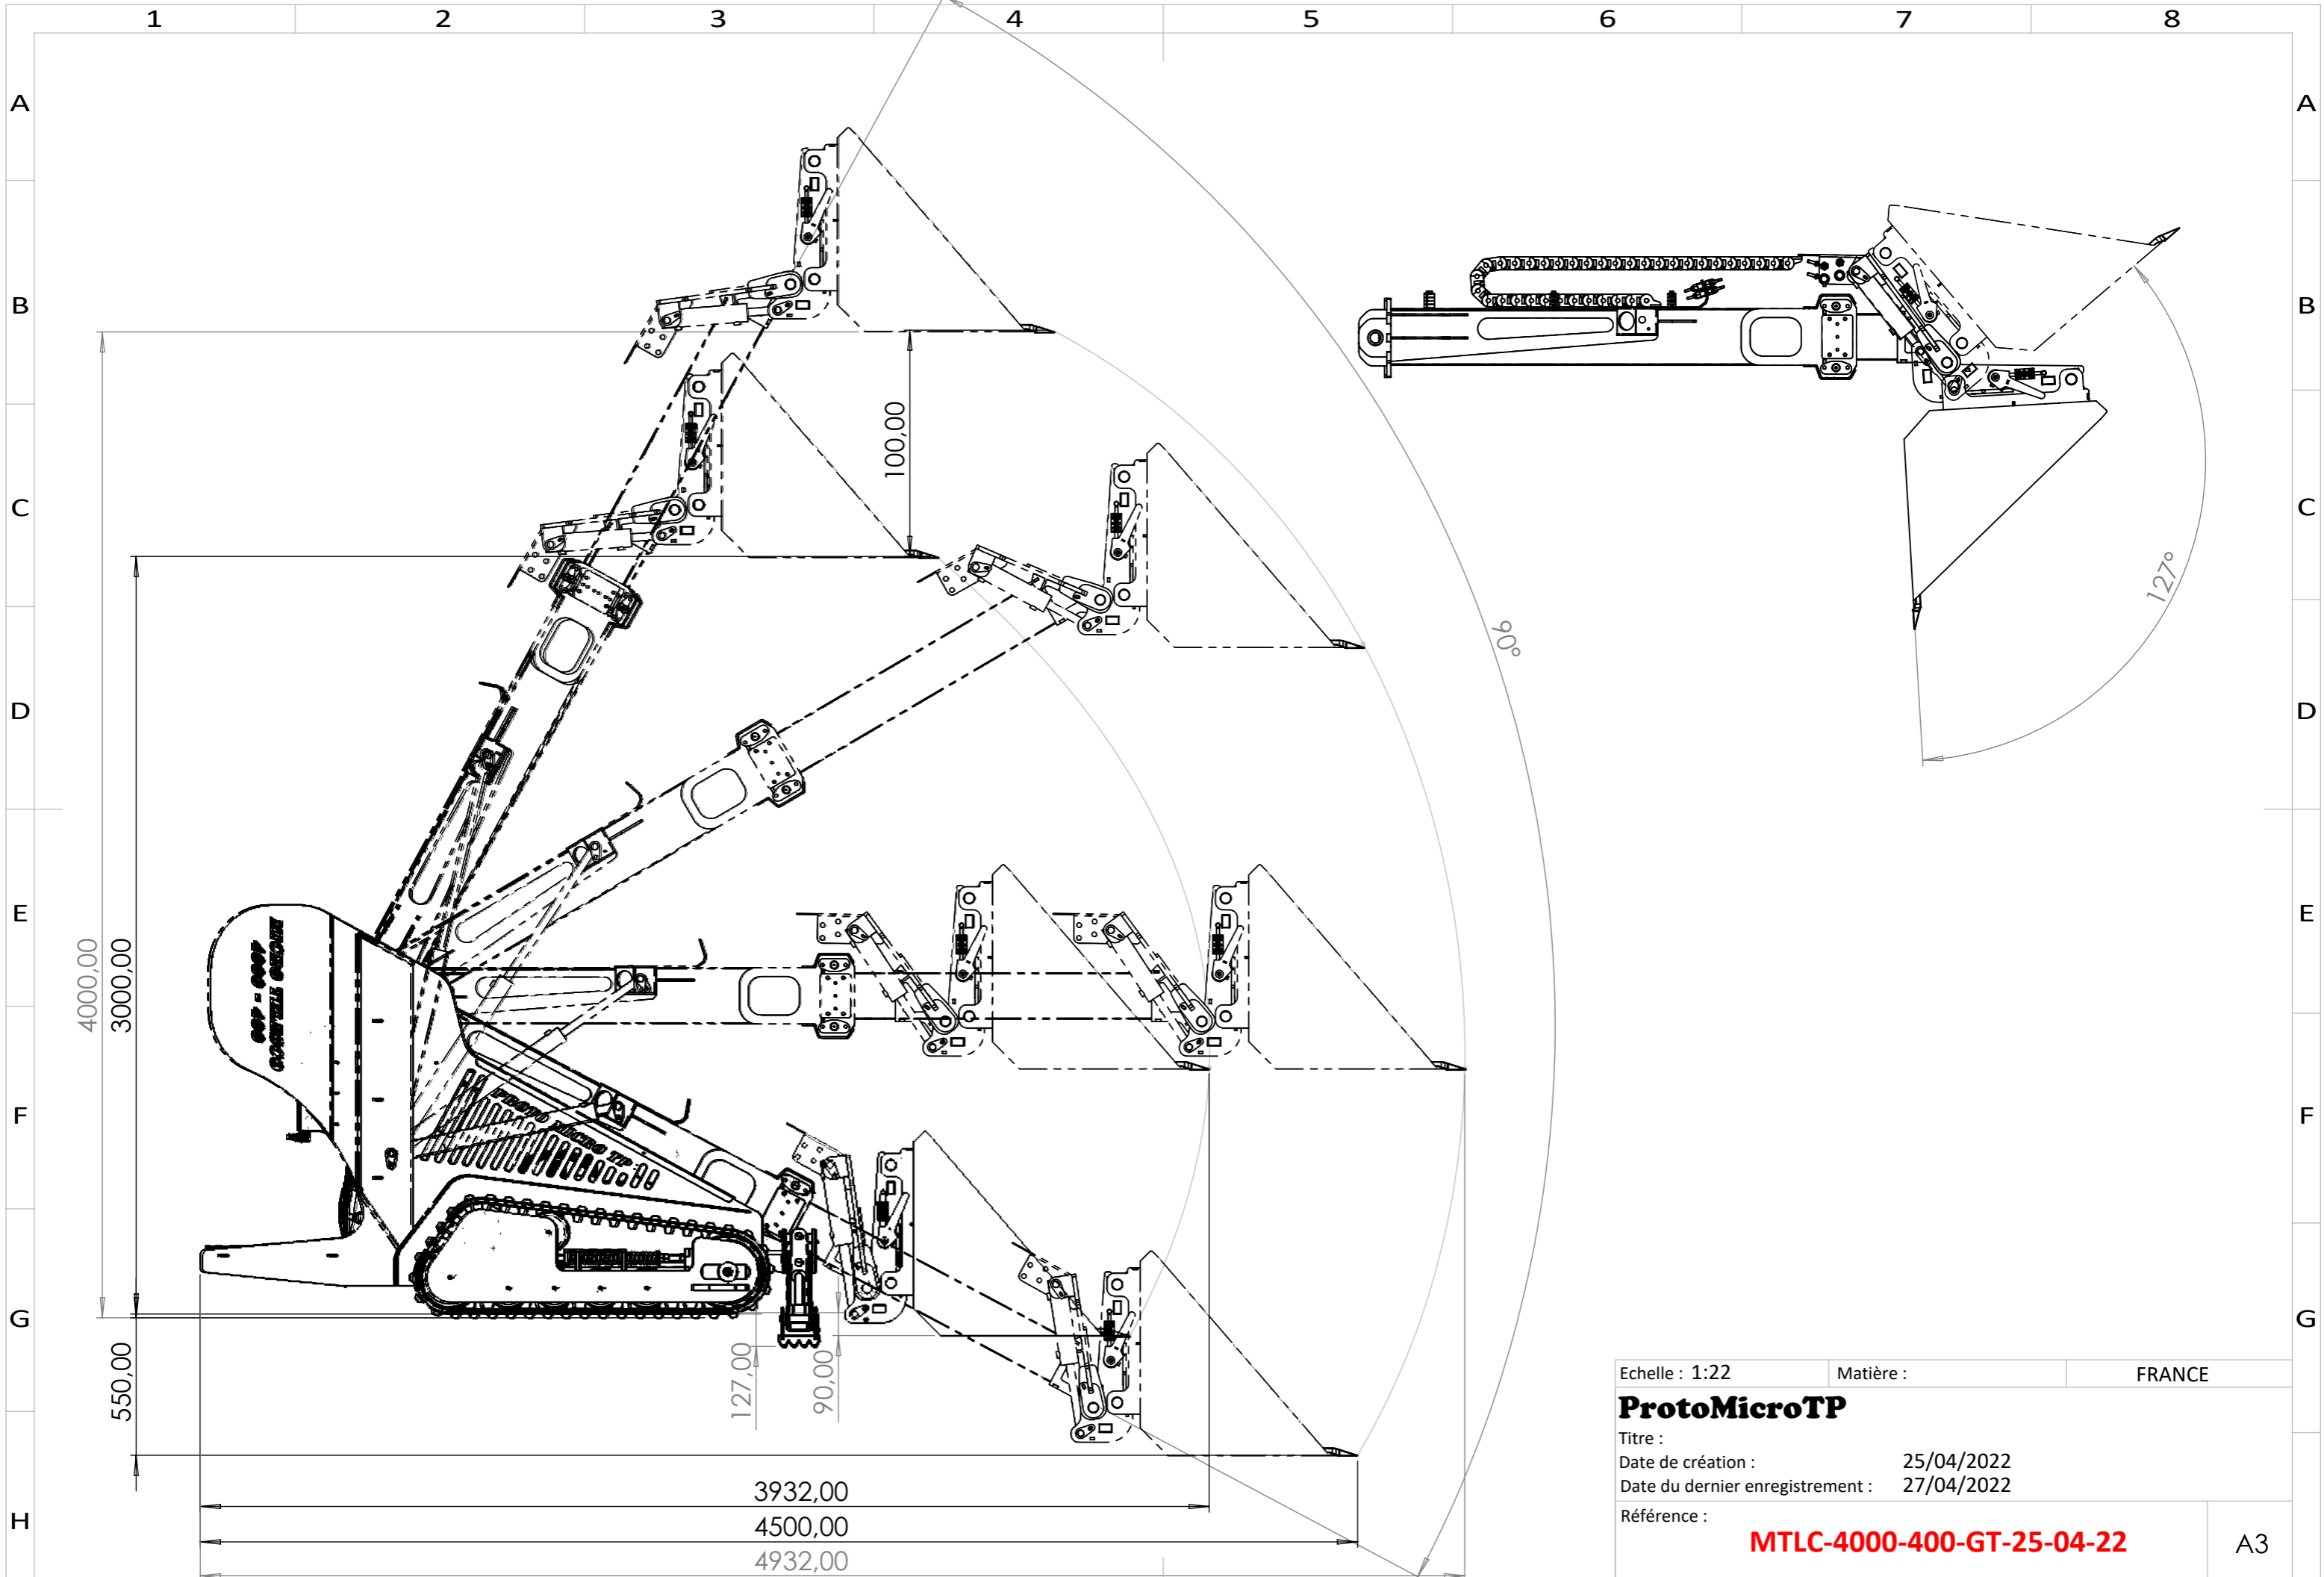 1 2 3 4 5 6 7 8
A A
B B
C C
D D
E E
F F
G G
H
100,00
90°
127°
4000,00
3000,00
550,00
PROTO MICRO TP
127,00
90,00
3932,00
4500,00
4932,00
Echelle : 1:22 Matière : FRANCE
ProtoMicroTP
Titre :
Date de création : 25/04/2022
Date du dernier enregistrement : 27/04/2022
Référence :
MTLC-4000-400-GT-25-04-22 A3